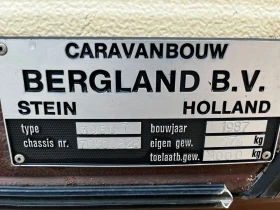 CARAVANBOUW
BERGLAND B.V.
STEIN HOLLAND
type bouwjaar 1987
chassis nr. eigen gew. kg
toelaatb.gew. kg